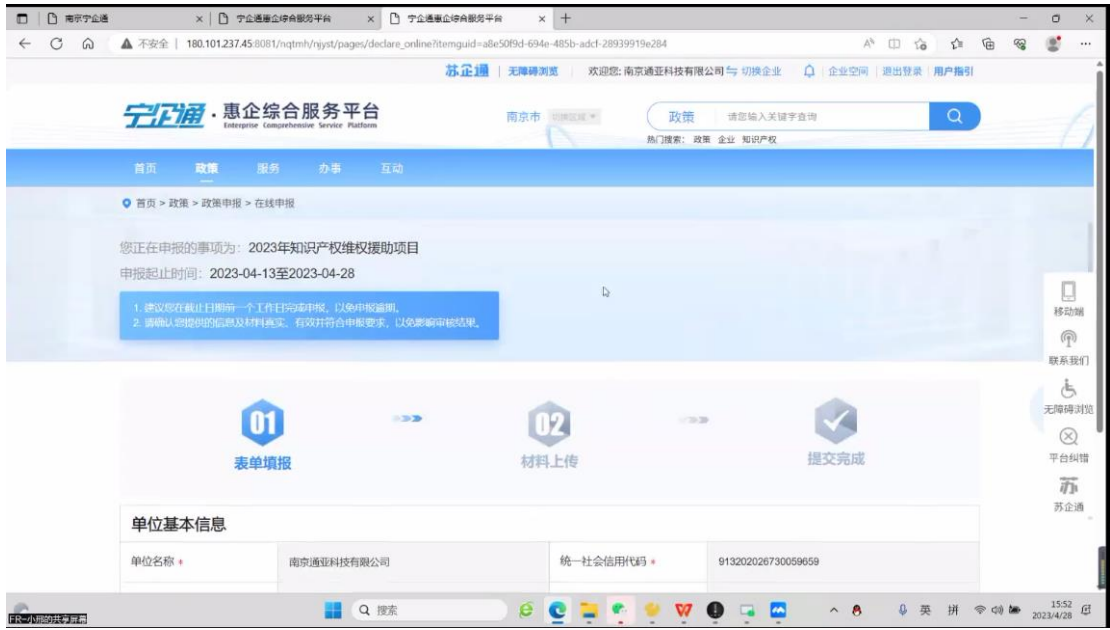 南京宁企通
宁企通惠企综合服务平台
宁企通惠企综合服务平台
不安全 | 180.101.237.45:8081/nqtmh/njyst/pages/declare_online?itemguid=a8e50f9d-694e-485b-adcf-28939919e284
苏企通 | 无障碍浏览 欢迎您: 南京通亚科技有限公司 切换企业 企业空间 退出登录 用户指引
宁企通·惠企综合服务平台
Enterprise Comprehensive Service Platform
南京市 切换区域
政策 请您输入关键字查询
热门搜索: 政策 企业 知识产权
首页 政策 服务 办事 互动
首页 > 政策 > 政策申报 > 在线申报
您正在申报的事项为: 2023年知识产权维权援助项目
申报起止时间: 2023-04-13至2023-04-28
1. 建议您在截止日期前一个工作日完成申报，以免申报逾期。
2. 请确认您提供的信息及材料真实、有效并符合申报要求，以免影响审核结果。
移动端
联系我们
无障碍浏览
平台纠错
苏
苏企通
01
表单填报
02
材料上传
提交完成
单位基本信息
单位名称 * 南京通亚科技有限公司 统一社会信用代码 * 913202026730059659
搜索
英 拼
15:52
2023/4/28
FR-小熊的共享屏幕